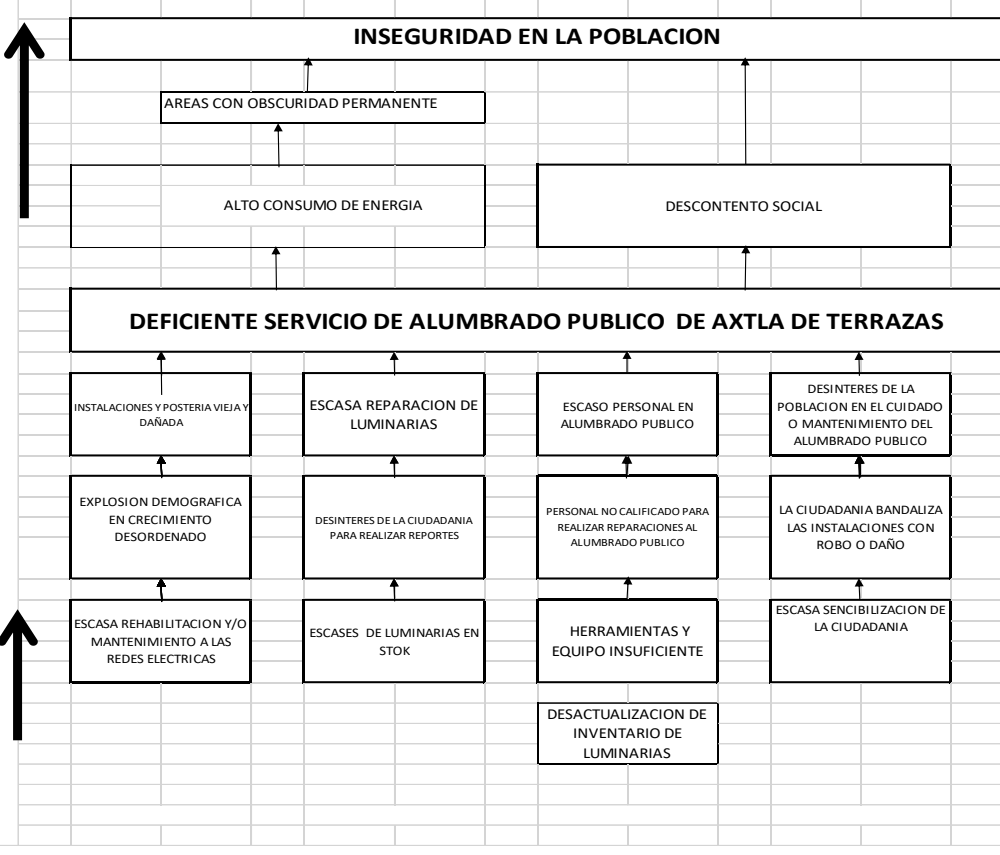 INSEGURIDAD EN LA POBLACION
AREAS CON OBSCURIDAD PERMANENTE
ALTO CONSUMO DE ENERGIA
DESCONTENTO SOCIAL
DEFICIENTE SERVICIO DE ALUMBRADO PUBLICO DE AXTLA DE TERRAZAS
INSTALACIONES Y POSTERIA VIEJA Y
DAÑADA
ESCASA REPARACION DE
LUMINARIAS
ESCASO PERSONAL EN
ALUMBRADO PUBLICO
DESINTERES DE LA
POBLACION EN EL CUIDADO
O MANTENIMIENTO DEL
ALUMBRADO PUBLICO
EXPLOSION DEMOGRAFICA
EN CRECIMIENTO
DESORDENADO
DESINTERES DE LA CIUDADANIA
PARA REALIZAR REPORTES
PERSONAL NO CALIFICADO PARA
REALIZAR REPARACIONES AL
ALUMBRADO PUBLICO
LA CIUDADANIA BANDALIZA
LAS INSTALACIONES CON
ROBO O DAÑO
ESCASA REHABILITACION Y/O
MANTENIMIENTO A LAS
REDES ELECTRICAS
ESCASES DE LUMINARIAS EN
STOK
HERRAMIENTAS Y
EQUIPO INSUFICIENTE
ESCASA SENCIBILIZACION DE
LA CIUDADANIA
DESACTUALIZACION DE
INVENTARIO DE
LUMINARIAS